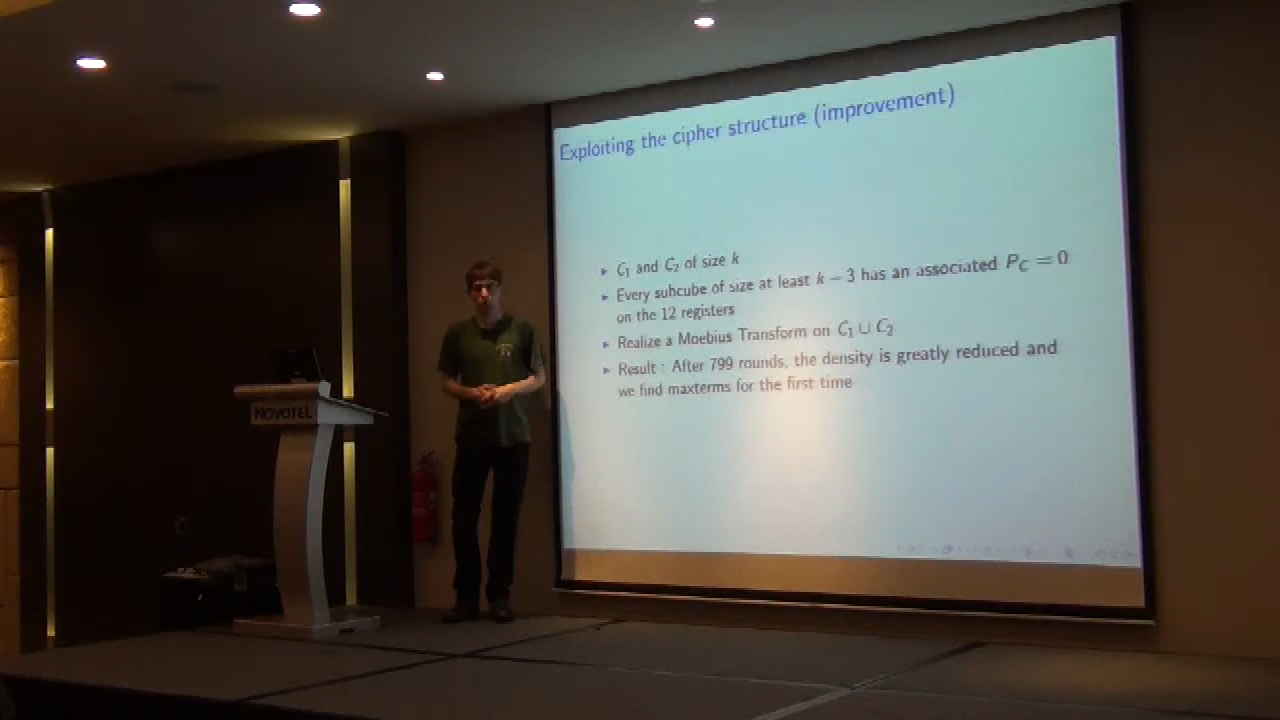 Exploiting the cipher structure (improvement)
▸ C₁ and C₂ of size k
▸ Every subcube of size at least k − 3 has an associated P_C = 0
on the 12 registers
▸ Realize a Moebius Transform on C₁ ∪ C₂
▸ Result : After 799 rounds, the density is greatly reduced and
we find maxterms for the first time
NOVOTEL